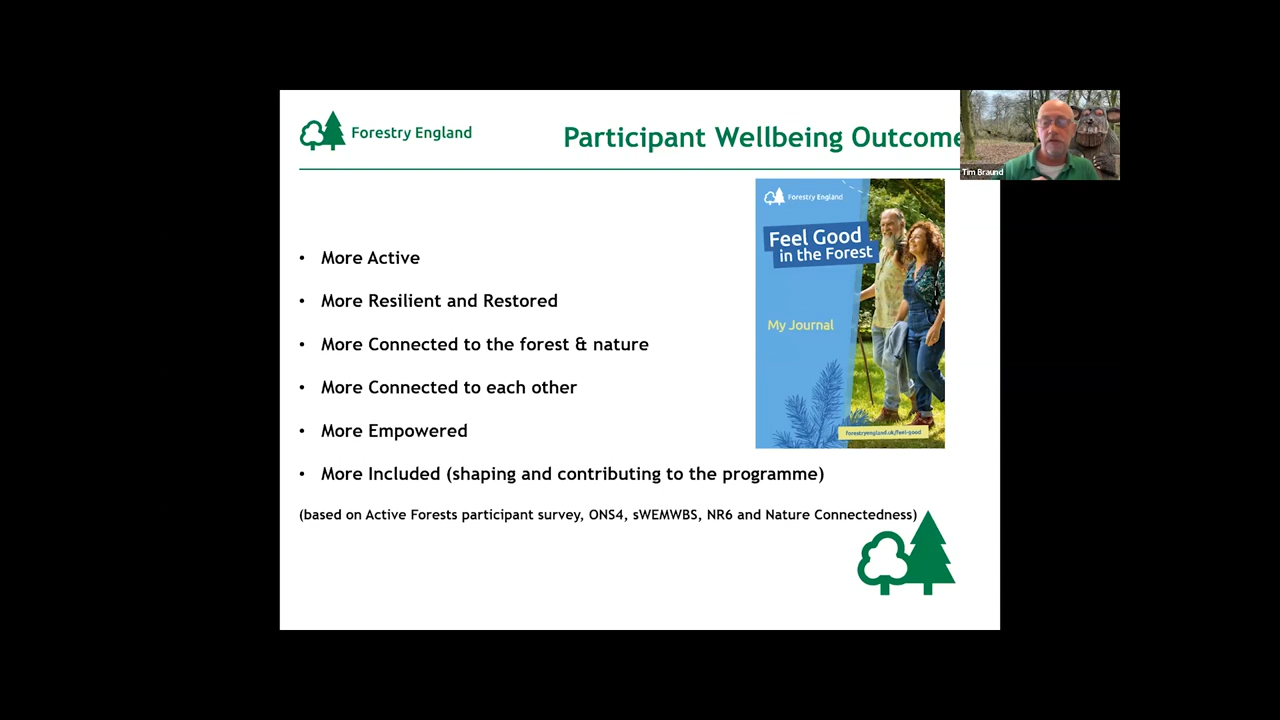 Forestry England
Participant Wellbeing Outcome
Tim Braund
Forestry England
Feel Good
in the Forest
My Journal
forestryengland.uk/feel-good
• More Active
• More Resilient and Restored
• More Connected to the forest & nature
• More Connected to each other
• More Empowered
• More Included (shaping and contributing to the programme)
(based on Active Forests participant survey, ONS4, sWEMWBS, NR6 and Nature Connectedness)